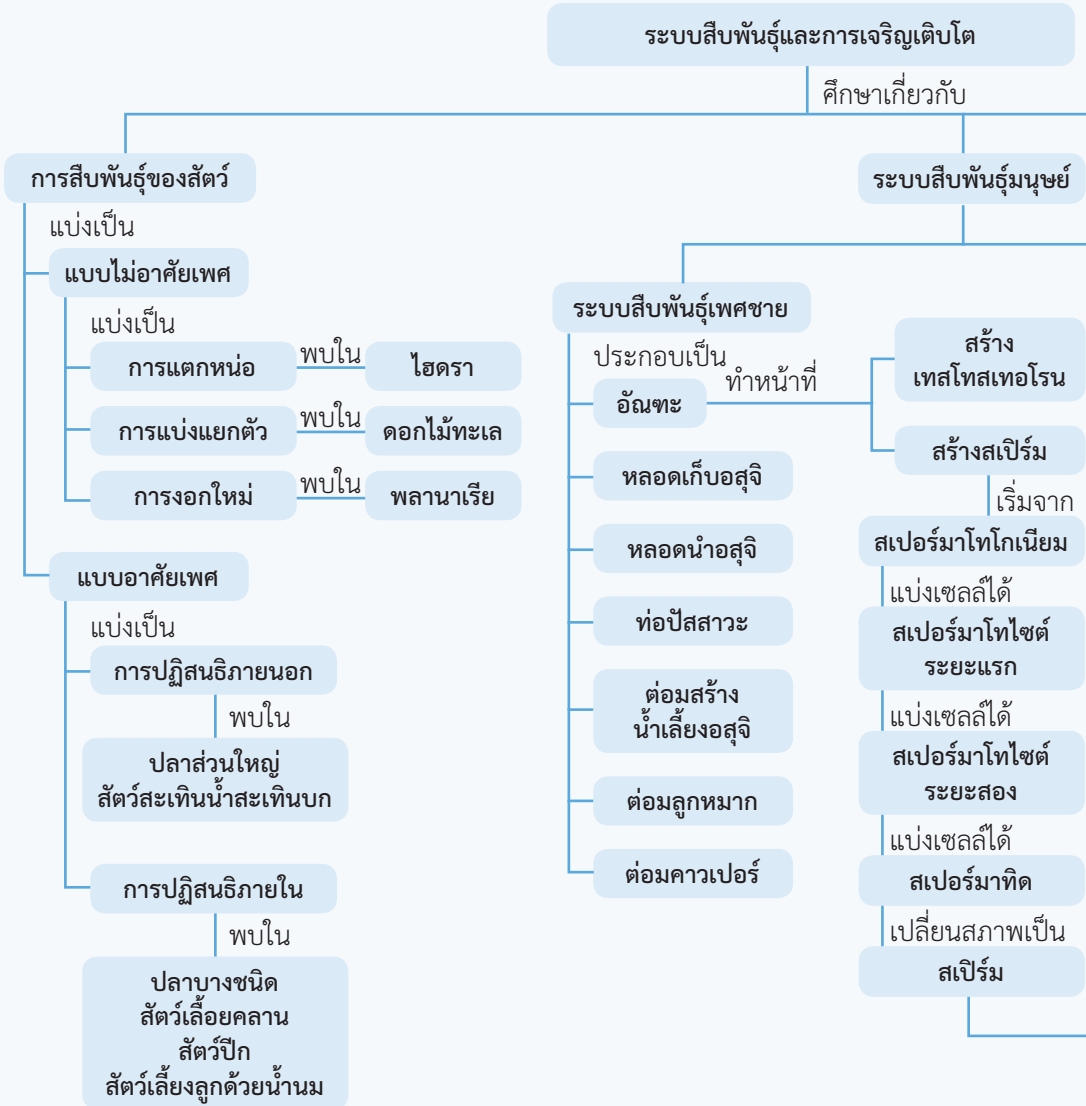 ระบบสืบพันธุ์และการเจริญเติบโต
ศึกษาเกี่ยวกับ
การสืบพันธุ์ของสัตว์
แบ่งเป็น
แบบไม่อาศัยเพศ
แบ่งเป็น
การแตกหน่อ
พบใน
ไฮดรา
การแบ่งแยกตัว
พบใน
ดอกไม้ทะเล
การงอกใหม่
พบใน
พลานาเรีย
แบบอาศัยเพศ
แบ่งเป็น
การปฏิสนธิภายนอก
พบใน
ปลาส่วนใหญ่
สัตว์สะเทินน้ำสะเทินบก
การปฏิสนธิภายใน
พบใน
ปลาบางชนิด
สัตว์เลื้อยคลาน
สัตว์ปีก
สัตว์เลี้ยงลูกด้วยน้ำนม
ระบบสืบพันธุ์มนุษย์
ระบบสืบพันธุ์เพศชาย
ประกอบเป็น
อัณฑะ
ทำหน้าที่
สร้าง
เทสโทสเทอโรน
สร้างสเปิร์ม
เริ่มจาก
สเปอร์มาโทโกเนียม
แบ่งเซลล์ได้
สเปอร์มาโทไซต์
ระยะแรก
แบ่งเซลล์ได้
สเปอร์มาโทไซต์
ระยะสอง
แบ่งเซลล์ได้
สเปอร์มาทิด
เปลี่ยนสภาพเป็น
สเปิร์ม
หลอดเก็บอสุจิ
หลอดนำอสุจิ
ท่อปัสสาวะ
ต่อมสร้าง
น้ำเลี้ยงอสุจิ
ต่อมลูกหมาก
ต่อมคาวเปอร์